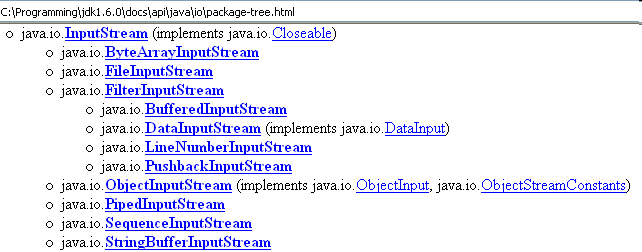 C:\Programming\jdk1.6.0\docs\api\java\io\package-tree.html
java.io.InputStream (implements java.io.Closeable)
java.io.ByteArrayInputStream
java.io.FileInputStream
java.io.FilterInputStream
java.io.BufferedInputStream
java.io.DataInputStream (implements java.io.DataInput)
java.io.LineNumberInputStream
java.io.PushbackInputStream
java.io.ObjectInputStream (implements java.io.ObjectInput, java.io.ObjectStreamConstants)
java.io.PipedInputStream
java.io.SequenceInputStream
java.io.StringBufferInputStream